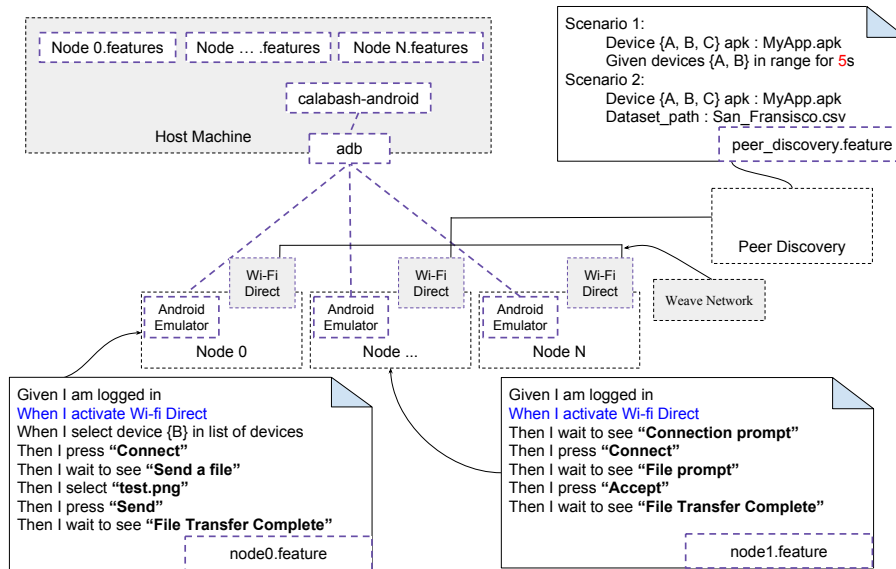 Node 0.features
Node ... .features
Node N.features
calabash-android
Host Machine
adb
Scenario 1:
Device {A, B, C} apk : MyApp.apk
Given devices {A, B} in range for 5s
Scenario 2:
Device {A, B, C} apk : MyApp.apk
Dataset_path : San_Fransisco.csv
peer_discovery.feature
Peer Discovery
Wi-Fi
Direct
Wi-Fi
Direct
Wi-Fi
Direct
Weave Network
Android
Emulator
Android
Emulator
Android
Emulator
Node 0
Node ...
Node N
Given I am logged in
When I activate Wi-fi Direct
When I select device {B} in list of devices
Then I press “Connect”
Then I wait to see “Send a file”
Then I select “test.png”
Then I press “Send”
Then I wait to see “File Transfer Complete”
node0.feature
Given I am logged in
When I activate Wi-fi Direct
Then I wait to see “Connection prompt”
Then I press “Connect”
Then I wait to see “File prompt”
Then I press “Accept”
Then I wait to see “File Transfer Complete”
node1.feature